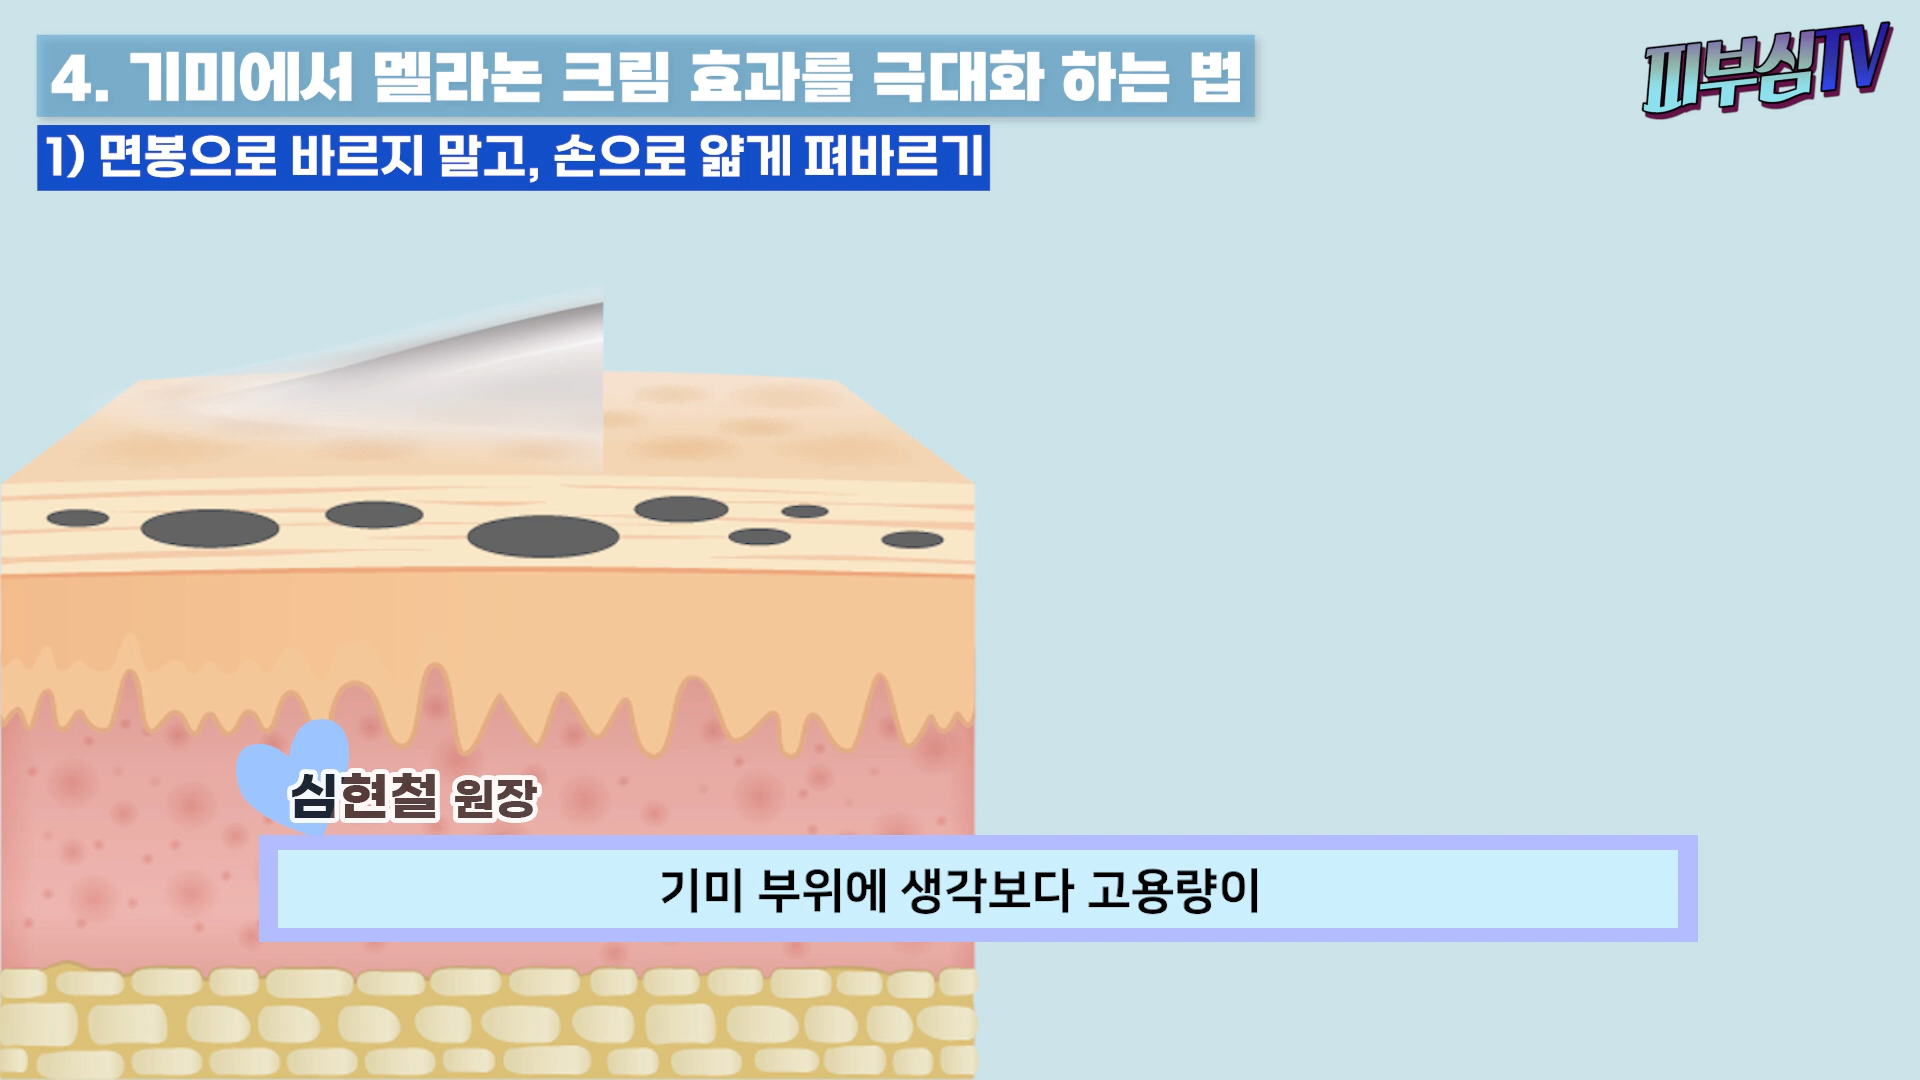 4. 기미에서 멜라논 크림 효과를 극대화 하는 법
피부심TV
1) 면봉으로 바르지 말고, 손으로 얇게 펴바르기
심현철 원장
기미 부위에 생각보다 고용량이